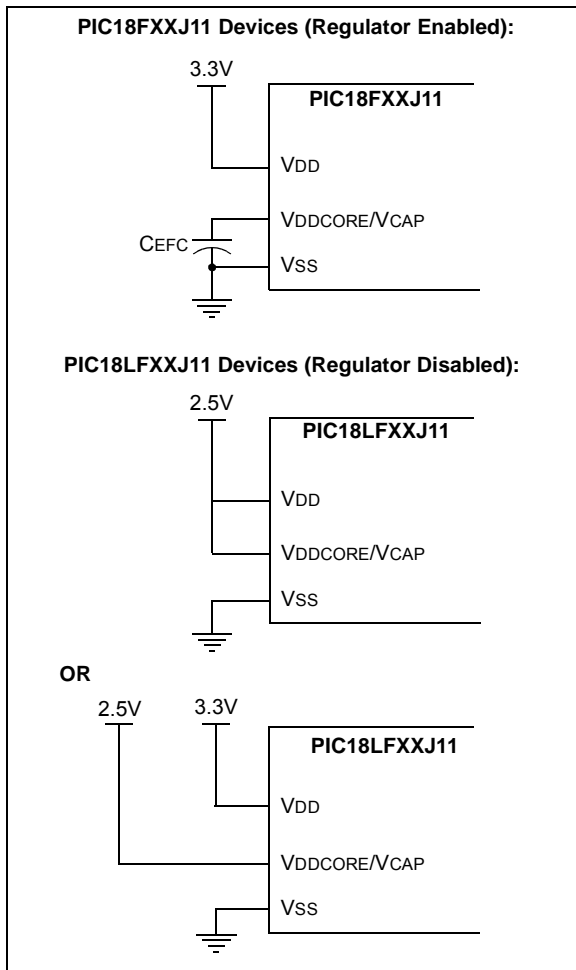 PIC18FXXJ11 Devices (Regulator Enabled):
3.3V
PIC18FXXJ11
VDD
VDDCORE/VCAP
CEFC
VSS
PIC18LFXXJ11 Devices (Regulator Disabled):
2.5V
PIC18LFXXJ11
VDD
VDDCORE/VCAP
VSS
OR
2.5V 3.3V
PIC18LFXXJ11
VDD
VDDCORE/VCAP
VSS